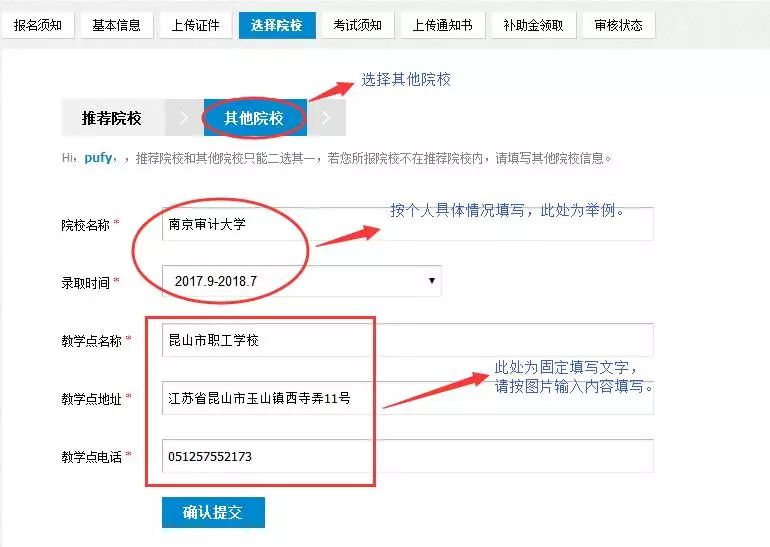 报名须知 基本信息 上传证件 选择院校 考试须知 上传通知书 补助金领取 审核状态
选择其他院校
推荐院校 其他院校
Hi，pufy，，推荐院校和其他院校只能二选其一，若您所报院校不在推荐院校内，请填写其他院校信息。
按个人具体情况填写，此处为举例。
院校名称 * 南京审计大学
录取时间 * 2017.9-2018.7
教学点名称 * 昆山市职工学校
此处为固定填写文字，
请按图片输入内容填写。
教学点地址 * 江苏省昆山市玉山镇西寺弄11号
教学点电话 * 051257552173
确认提交